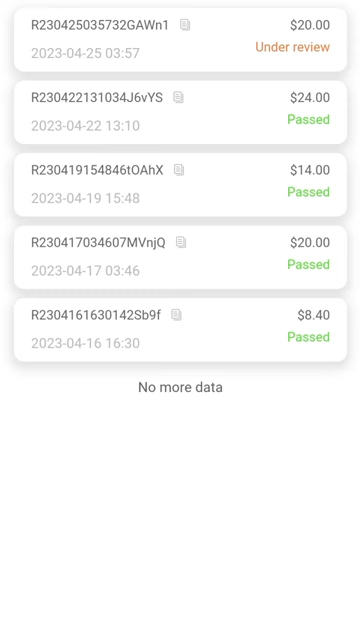 R230425035732GAWn1 $20.00
2023-04-25 03:57 Under review
R230422131034J6vYS $24.00
2023-04-22 13:10 Passed
R230419154846tOAhX $14.00
2023-04-19 15:48 Passed
R230417034607MVnjQ $20.00
2023-04-17 03:46 Passed
R2304161630142Sb9f $8.40
2023-04-16 16:30 Passed
No more data